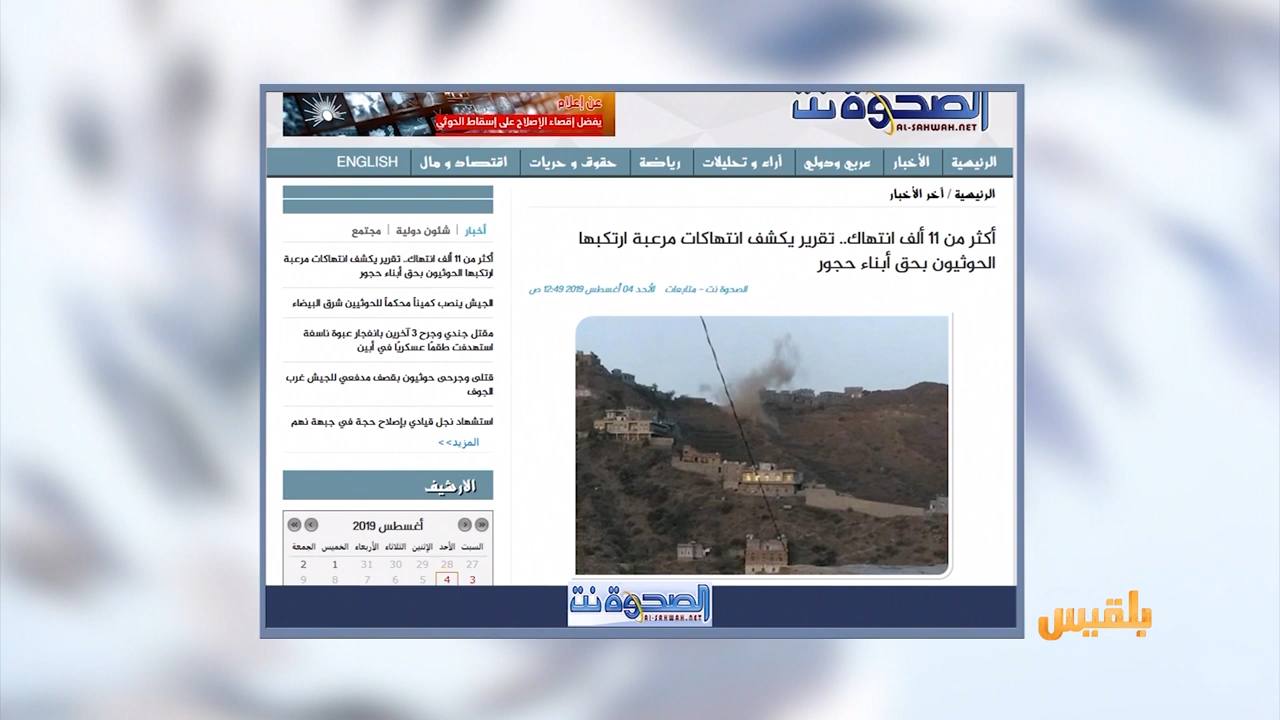 عن إعلام
يفضل إقصاء الإصلاح على إسقاط الحوثي
الصحوة نت
AL-SAHWAH.NET
الرئيسية
الأخبار
عربي ودولي
آراء و تحليلات
رياضة
حقوق و حريات
اقتصاد و مال
ENGLISH
الرئيسية / آخر الأخبار
أكثر من 11 ألف انتهاك.. تقرير يكشف انتهاكات مرعبة ارتكبها
الحوثيون بحق أبناء حجور
الصحوة نت - متابعات الأحد 04 أغسطس 2019 12:49 ص
أخبار | شئون دولية | مجتمع
أكثر من 11 ألف انتهاك.. تقرير يكشف انتهاكات مرعبة
ارتكبها الحوثيون بحق أبناء حجور
الجيش ينصب كميناً محكماً للحوثيين شرق البيضاء
مقتل جندي وجرح 3 آخرين بانفجار عبوة ناسفة
استهدفت طقمًا عسكريًا في أبين
قتلى وجرحى حوثيون بقصف مدفعي للجيش غرب
الجوف
استشهاد نجل قيادي بإصلاح حجة في جبهة نهم
المزيد>>
الارشيف
أغسطس 2019
السبت الأحد الإثنين الثلاثاء الأربعاء الخميس الجمعة
27 28 29 30 31 1 2
3 4 5 6 7 8 9
الصحوة نت
AL-SAHWAH.NET
بلقيس